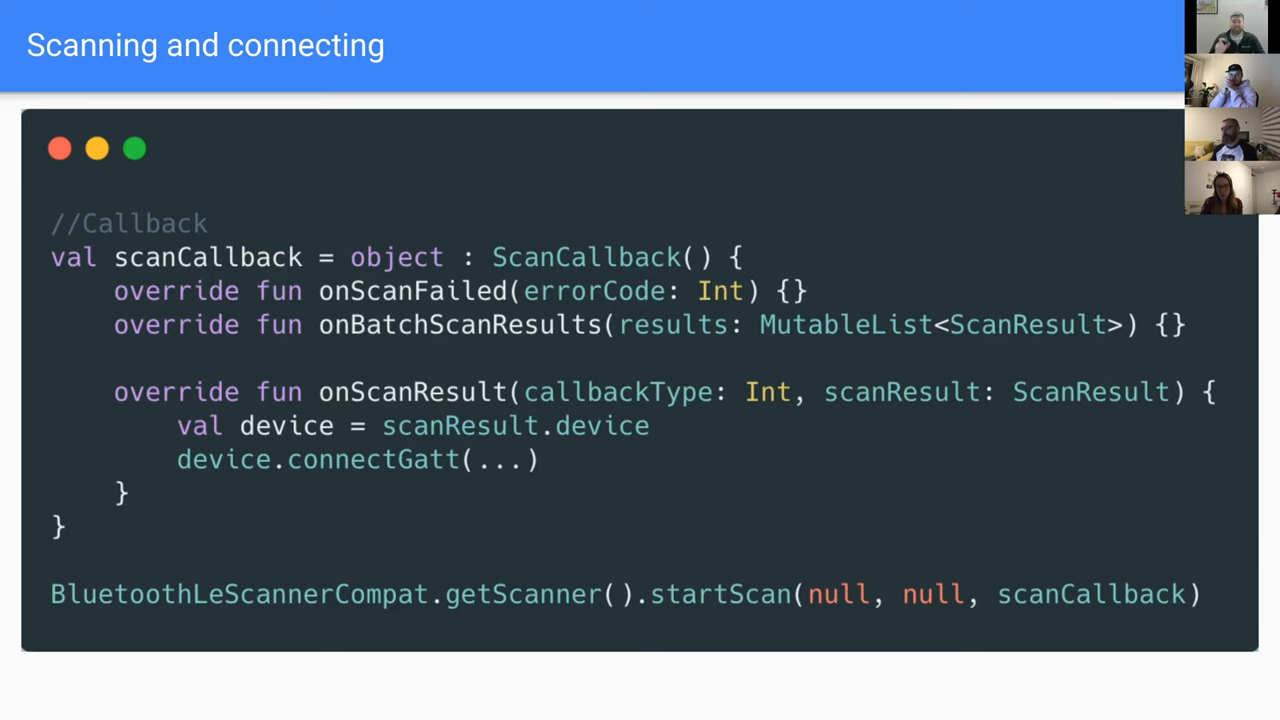 Scanning and connecting
//Callback
val scanCallback = object : ScanCallback() {
override fun onScanFailed(errorCode: Int) {}
override fun onBatchScanResults(results: MutableList<ScanResult>) {}
override fun onScanResult(callbackType: Int, scanResult: ScanResult) {
val device = scanResult.device
device.connectGatt(...)
}
}
BluetoothLeScannerCompat.getScanner().startScan(null, null, scanCallback)